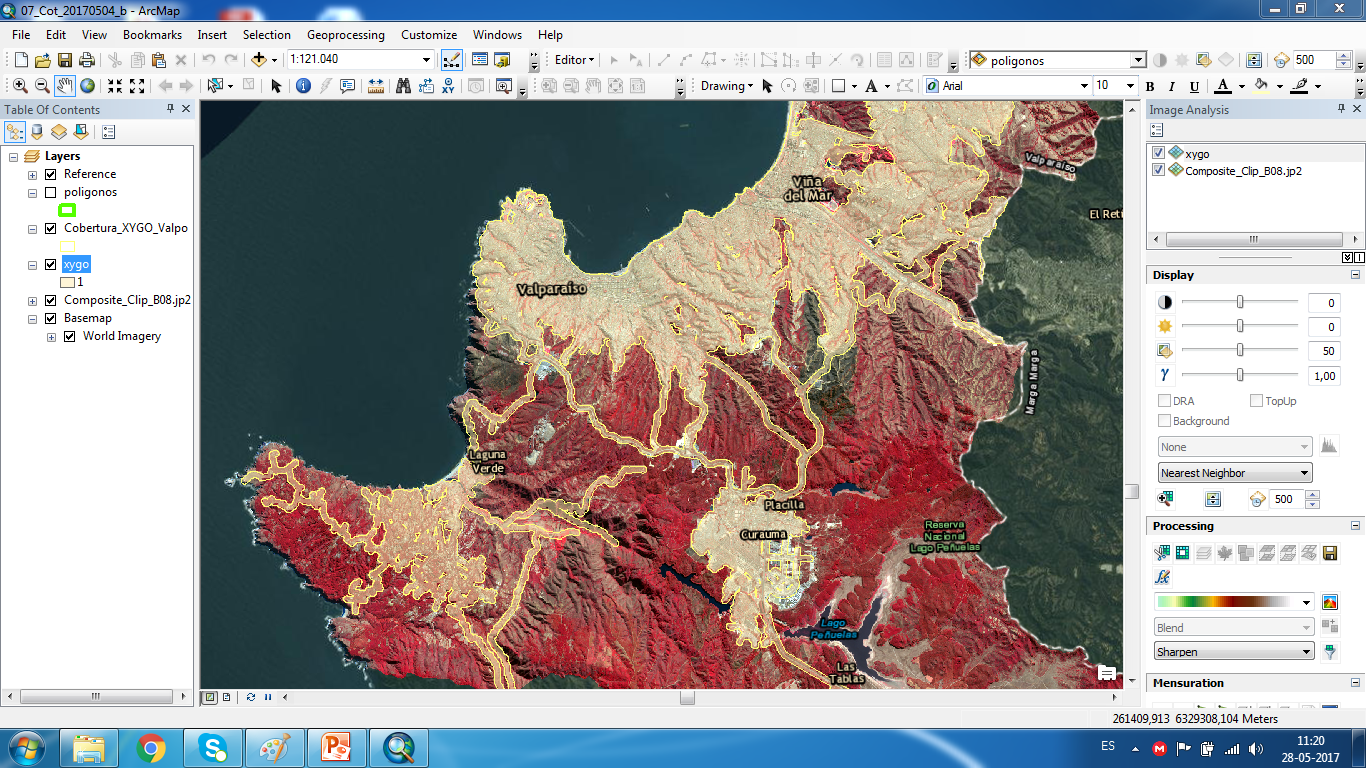 07_Cot_20170504_b - ArcMap
File Edit View Bookmarks Insert Selection Geoprocessing Customize Windows Help
1:121.040 Editor poligonos 500
Drawing A Arial 10 B I U A
Table Of Contents
Layers
Reference
poligonos
Cobertura_XYGO_Valpo
xygo
1
Composite_Clip_B08.jp2
Basemap
World Imagery
Valparaíso
Viña
del Mar
El Reti
Valparaíso
Marga Marga
Laguna
Verde
Placilla
Curauma
Reserva
Nacional
Lago Peñuelas
Lago
Peñuelas
Las
Tablas
Image Analysis
xygo
Composite_Clip_B08.jp2
Display
0
0
50
γ 1,00
DRA TopUp
Background
None
Nearest Neighbor
500
Processing
fx
Blend
Sharpen
Mensuration
261409,913 6329308,104 Meters
ES 11:20
28-05-2017